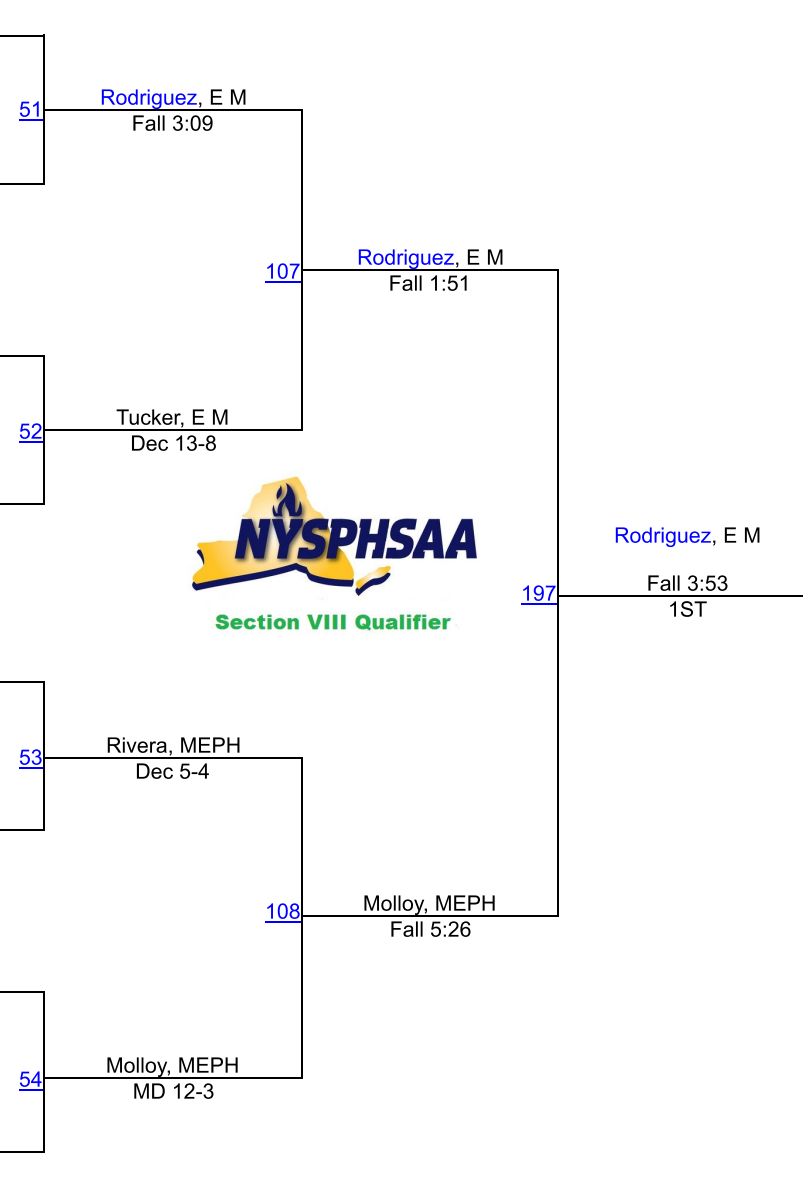 Rodriguez, E M
51
Fall 3:09
Rodriguez, E M
107
Fall 1:51
Tucker, E M
52
Dec 13-8
NYSPHSAA
Rodriguez, E M
Fall 3:53
197
1ST
Section VIII Qualifier
Rivera, MEPH
53
Dec 5-4
Molloy, MEPH
108
Fall 5:26
Molloy, MEPH
54
MD 12-3